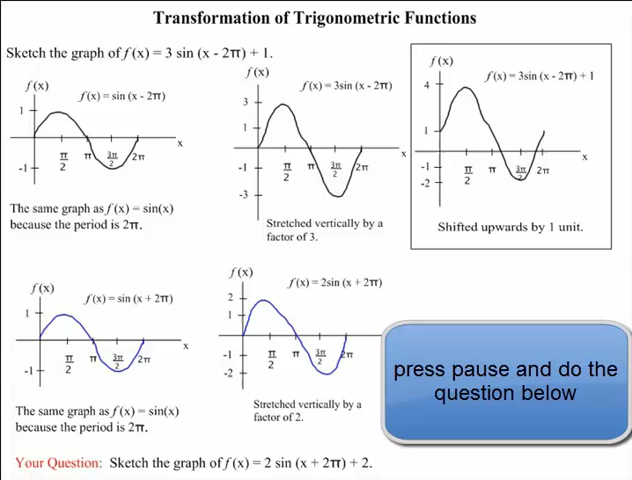 Transformation of Trigonometric Functions
Sketch the graph of f(x) = 3 sin (x - 2π) + 1.
f(x)
f(x) = sin (x - 2π)
1
x
-1
π/2
π
3π/2
2π
The same graph as f(x) = sin(x)
because the period is 2π.
f(x)
f(x) = 3sin (x - 2π)
3
1
x
-1
-3
π/2
π
3π/2
2π
Stretched vertically by a
factor of 3.
f(x)
f(x) = 3sin (x - 2π) + 1
4
1
x
-1
-2
π/2
π
3π/2
2π
Shifted upwards by 1 unit.
f(x)
f(x) = sin (x + 2π)
1
x
-1
π/2
π
3π/2
2π
The same graph as f(x) = sin(x)
because the period is 2π.
f(x)
f(x) = 2sin (x + 2π)
2
1
-1
-2
π/2
π
3π/2
2π
Stretched vertically by a
factor of 2.
press pause and do the
question below
Your Question: Sketch the graph of f(x) = 2 sin (x + 2π) + 2.